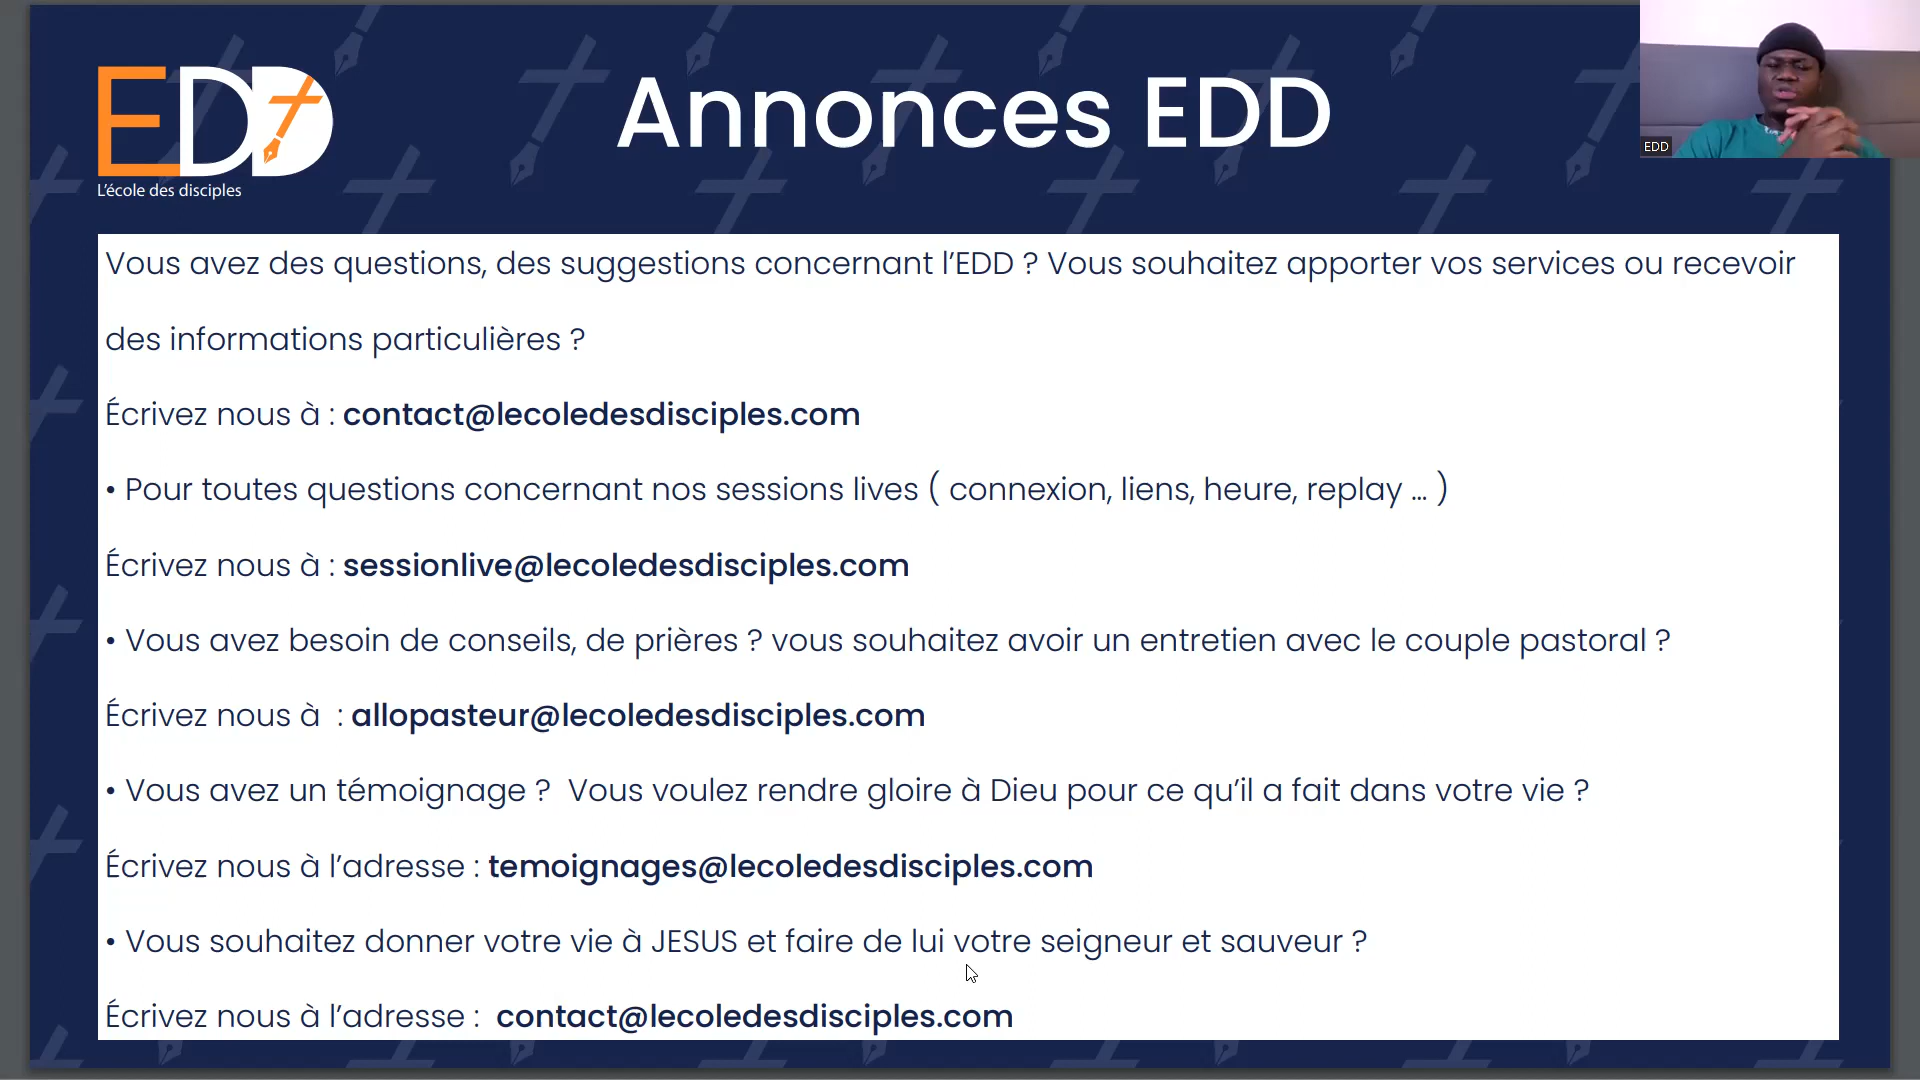 EDD
L'école des disciples
Annonces EDD
EDD
Vous avez des questions, des suggestions concernant l'EDD ? Vous souhaitez apporter vos services ou recevoir
des informations particulières ?
Écrivez nous à : contact@lecoledesdisciples.com
• Pour toutes questions concernant nos sessions lives ( connexion, liens, heure, replay ... )
Écrivez nous à : sessionlive@lecoledesdisciples.com
• Vous avez besoin de conseils, de prières ? vous souhaitez avoir un entretien avec le couple pastoral ?
Écrivez nous à  : allopasteur@lecoledesdisciples.com
• Vous avez un témoignage ?  Vous voulez rendre gloire à Dieu pour ce qu'il a fait dans votre vie ?
Écrivez nous à l'adresse : temoignages@lecoledesdisciples.com
• Vous souhaitez donner votre vie à JESUS et faire de lui votre seigneur et sauveur ?
Écrivez nous à l'adresse :  contact@lecoledesdisciples.com